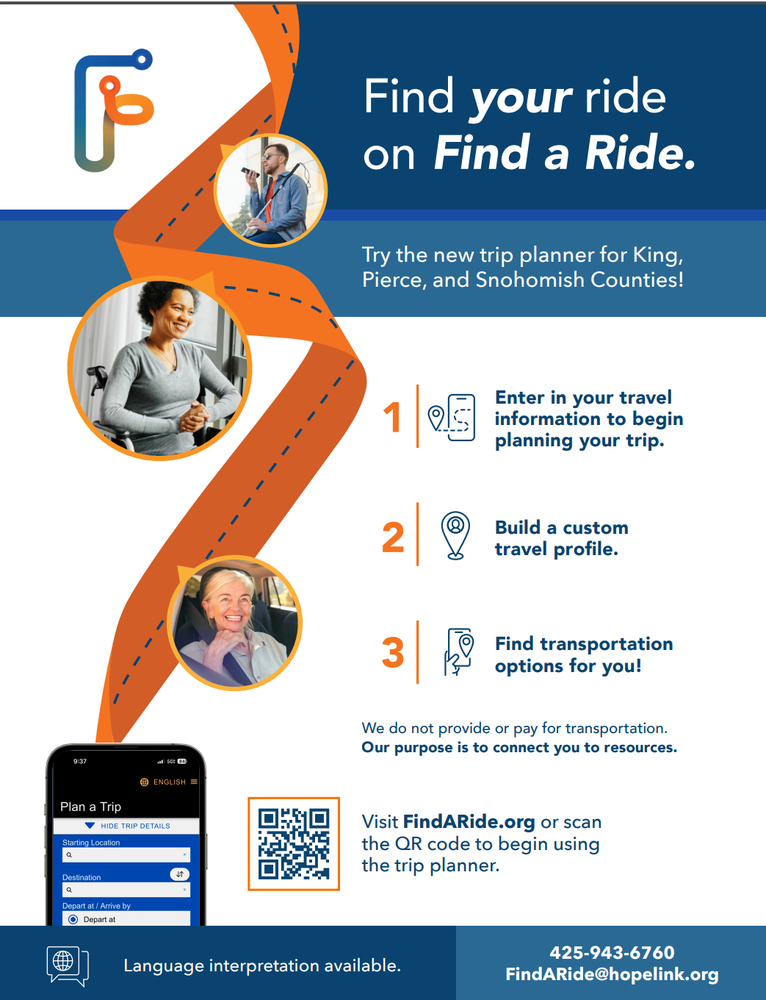 Find your ride
on Find a Ride.
Try the new trip planner for King,
Pierce, and Snohomish Counties!
1
Enter in your travel
information to begin
planning your trip.
2
Build a custom
travel profile.
3
Find transportation
options for you!
We do not provide or pay for transportation.
Our purpose is to connect you to resources.
9:37
5GE 84
ENGLISH
Plan a Trip
HIDE TRIP DETAILS
Starting Location
Destination
Depart at / Arrive by
Depart at
Visit FindARide.org or scan
the QR code to begin using
the trip planner.
Language interpretation available.
425-943-6760
FindARide@hopelink.org